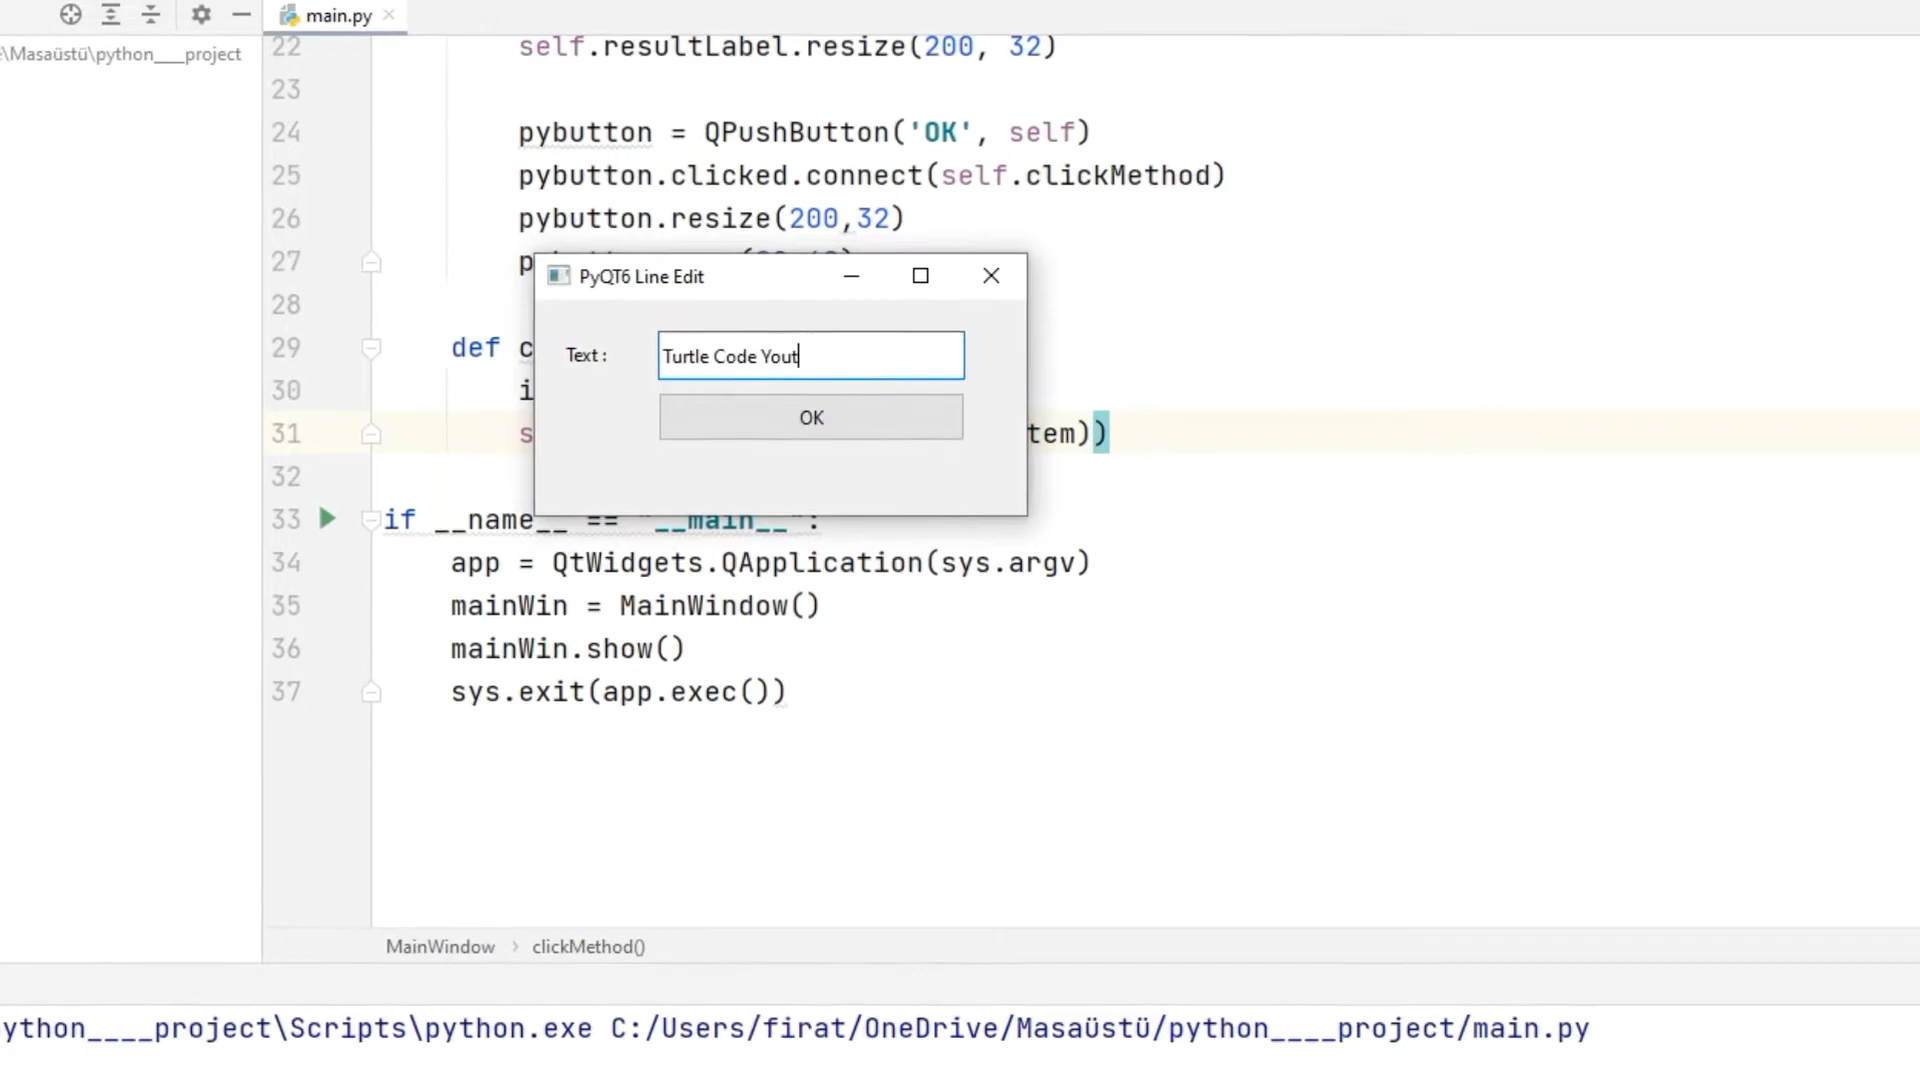 main.py
\Masaüstü\python____project
22 self.resultLabel.resize(200, 32)
23
24 pybutton = QPushButton('OK', self)
25 pybutton.clicked.connect(self.clickMethod)
26 pybutton.resize(200,32)
27 p
28
29 def c
30 i
31 s tem))
32
33 if __name__ == "__main__":
34 app = QtWidgets.QApplication(sys.argv)
35 mainWin = MainWindow()
36 mainWin.show()
37 sys.exit(app.exec())
PyQT6 Line Edit
Text : Turtle Code Yout
OK
MainWindow › clickMethod()
ython____project\Scripts\python.exe C:/Users/firat/OneDrive/Masaüstü/python____project/main.py